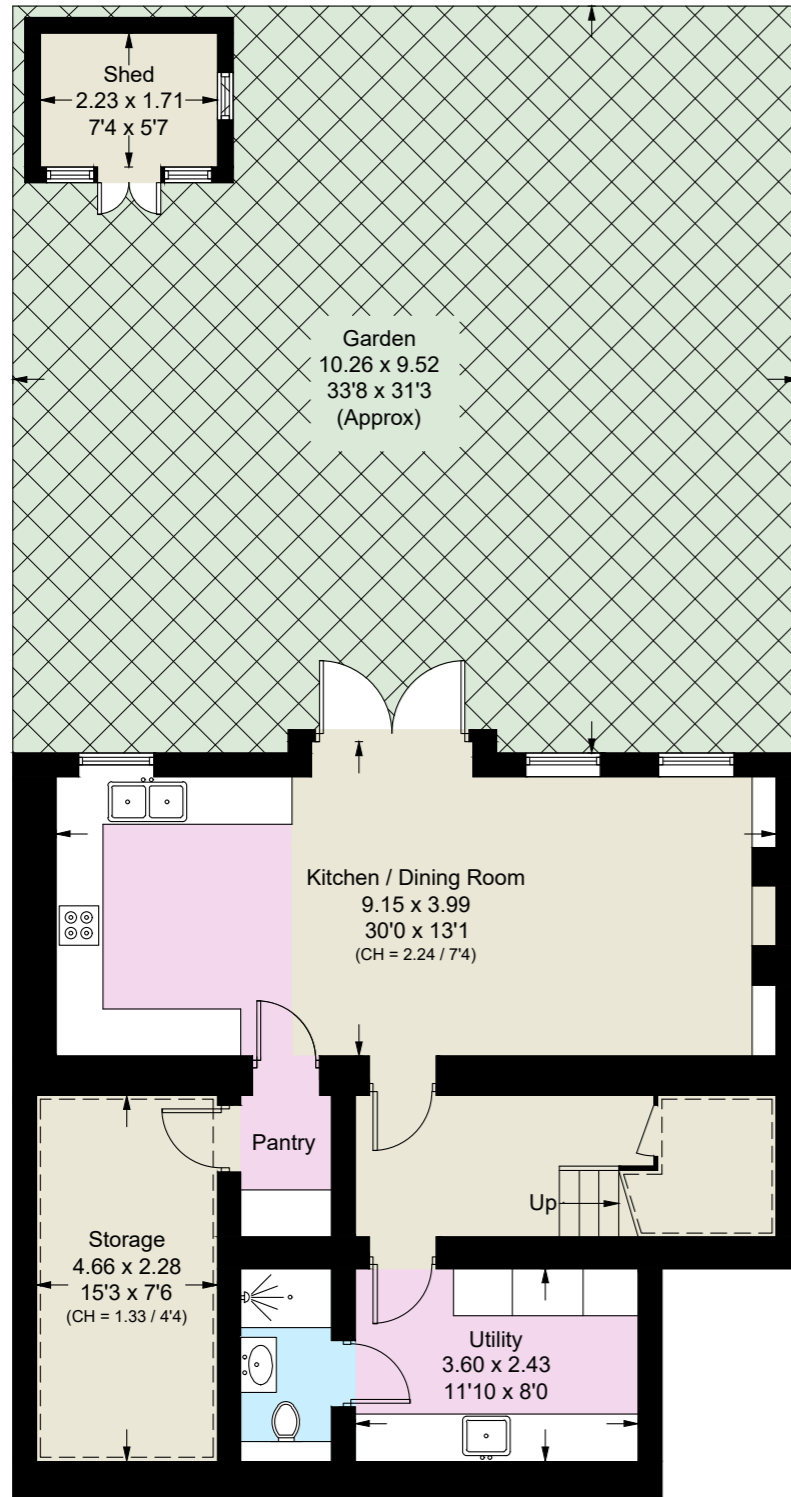 Shed
2.23 x 1.71
7'4 x 5'7
Garden
10.26 x 9.52
33'8 x 31'3
(Approx)
Kitchen / Dining Room
9.15 x 3.99
30'0 x 13'1
(CH = 2.24 / 7'4)
Pantry
Up
Storage
4.66 x 2.28
15'3 x 7'6
(CH = 1.33 / 4'4)
Utility
3.60 x 2.43
11'10 x 8'0